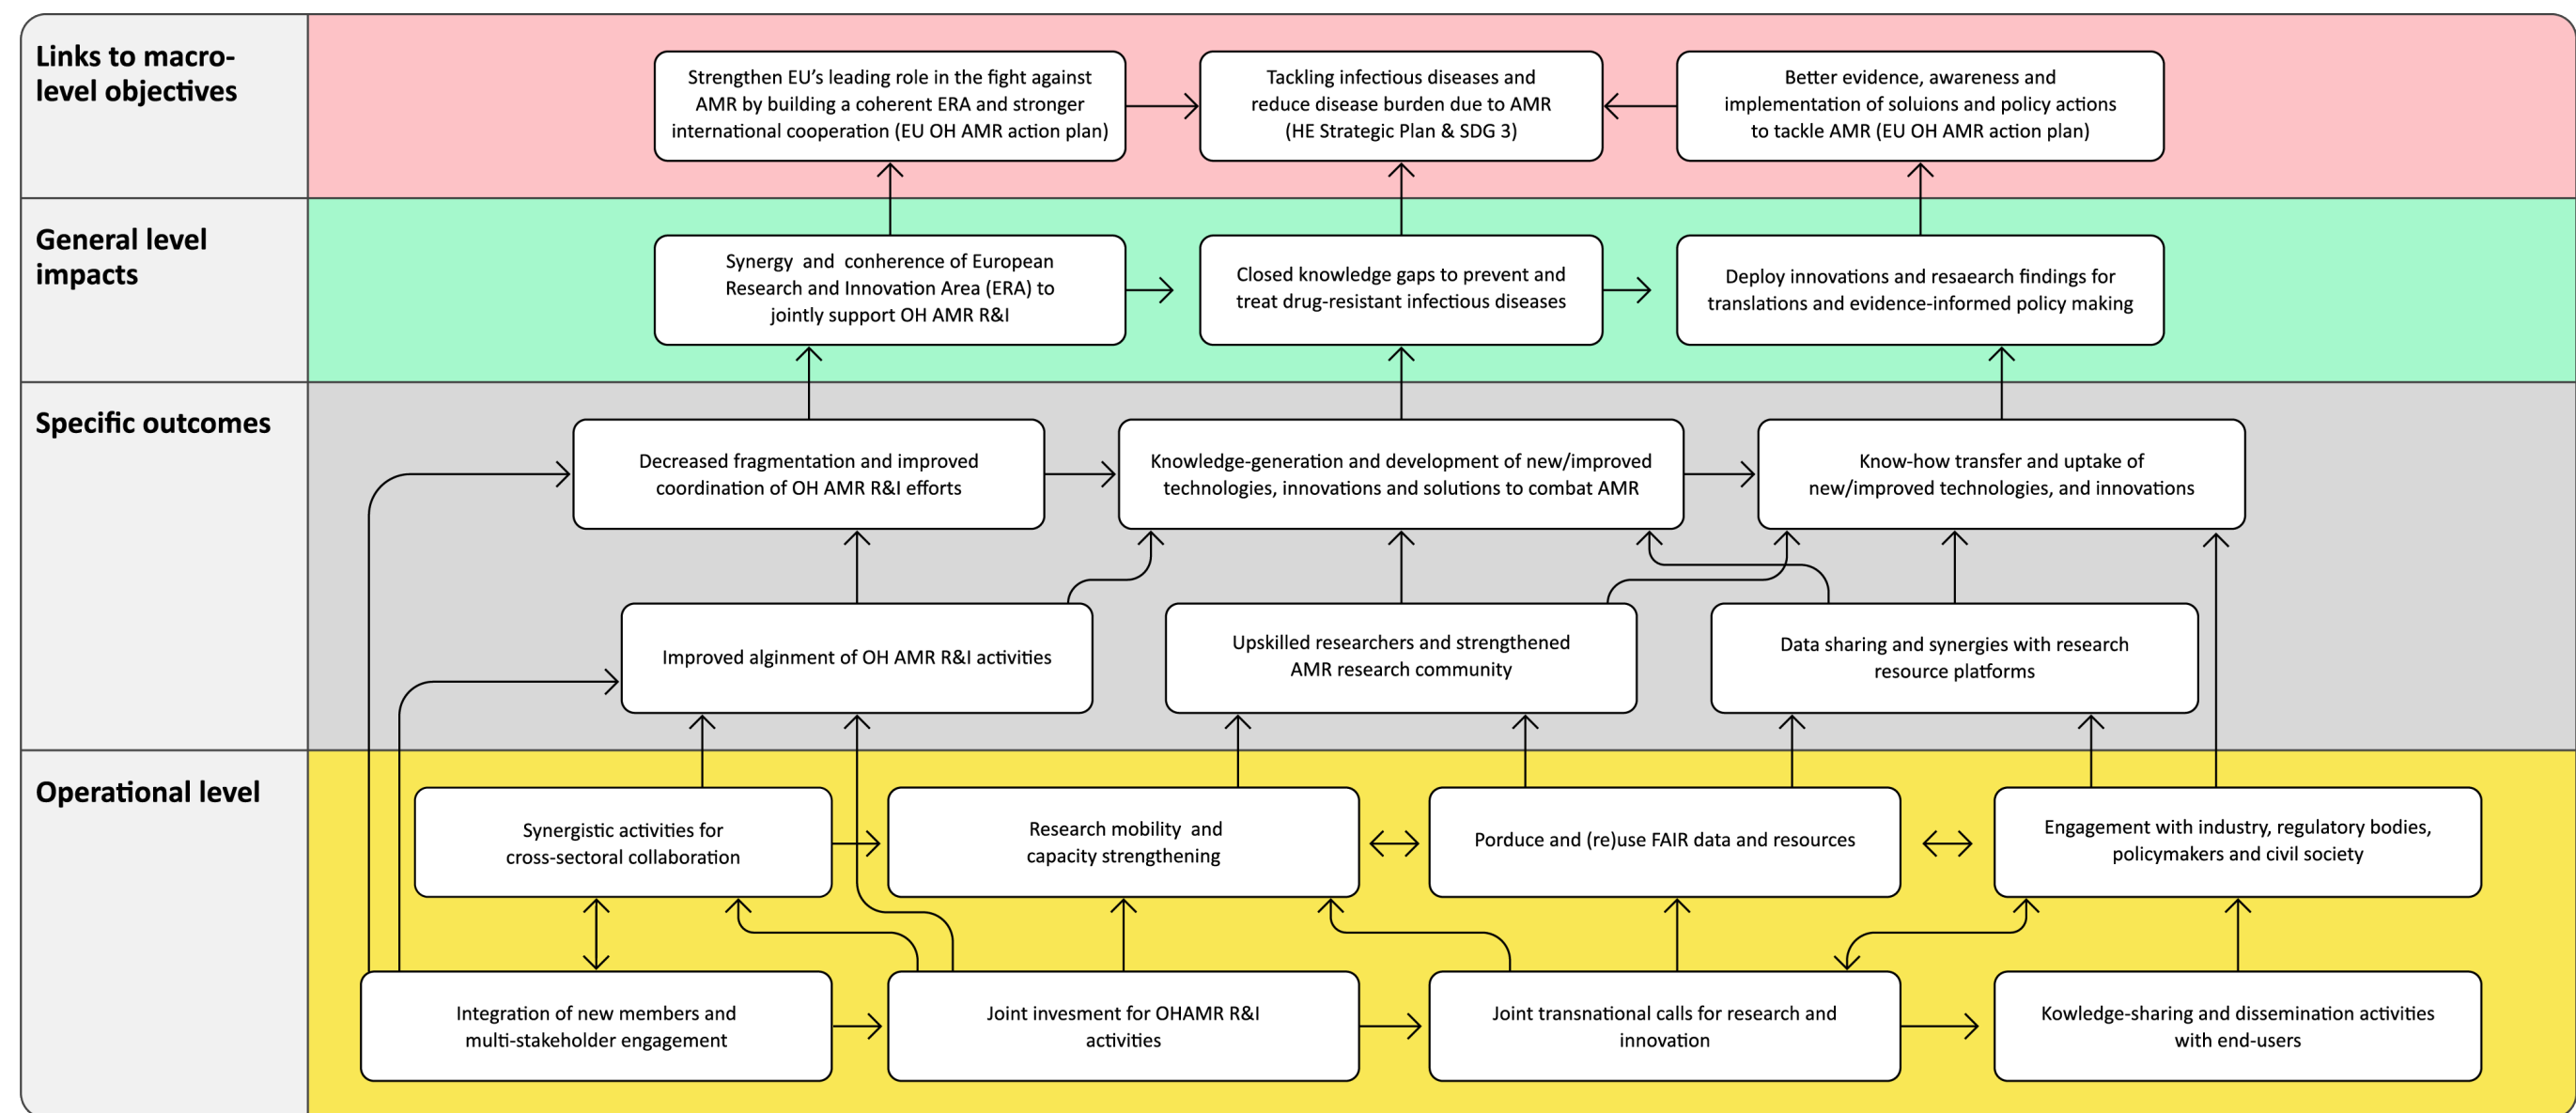 Links to macro-
level objectives
Strengthen EU’s leading role in the fight against
AMR by building a coherent ERA and stronger
international cooperation (EU OH AMR action plan)
Tackling infectious diseases and
reduce disease burden due to AMR
(HE Strategic Plan & SDG 3)
Better evidence, awareness and
implementation of soluions and policy actions
to tackle AMR (EU OH AMR action plan)
General level
impacts
Synergy and conherence of European
Research and Innovation Area (ERA) to
jointly support OH AMR R&I
Closed knowledge gaps to prevent and
treat drug-resistant infectious diseases
Deploy innovations and resaearch findings for
translations and evidence-informed policy making
Specific outcomes
Decreased fragmentation and improved
coordination of OH AMR R&I efforts
Knowledge-generation and development of new/improved
technologies, innovations and solutions to combat AMR
Know-how transfer and uptake of
new/improved technologies, and innovations
Improved alginment of OH AMR R&I activities
Upskilled researchers and strengthened
AMR research community
Data sharing and synergies with research
resource platforms
Operational level
Synergistic activities for
cross-sectoral collaboration
Research mobility and
capacity strengthening
Porduce and (re)use FAIR data and resources
Engagement with industry, regulatory bodies,
policymakers and civil society
Integration of new members and
multi-stakeholder engagement
Joint invesment for OHAMR R&I
activities
Joint transnational calls for research and
innovation
Kowledge-sharing and dissemination activities
with end-users